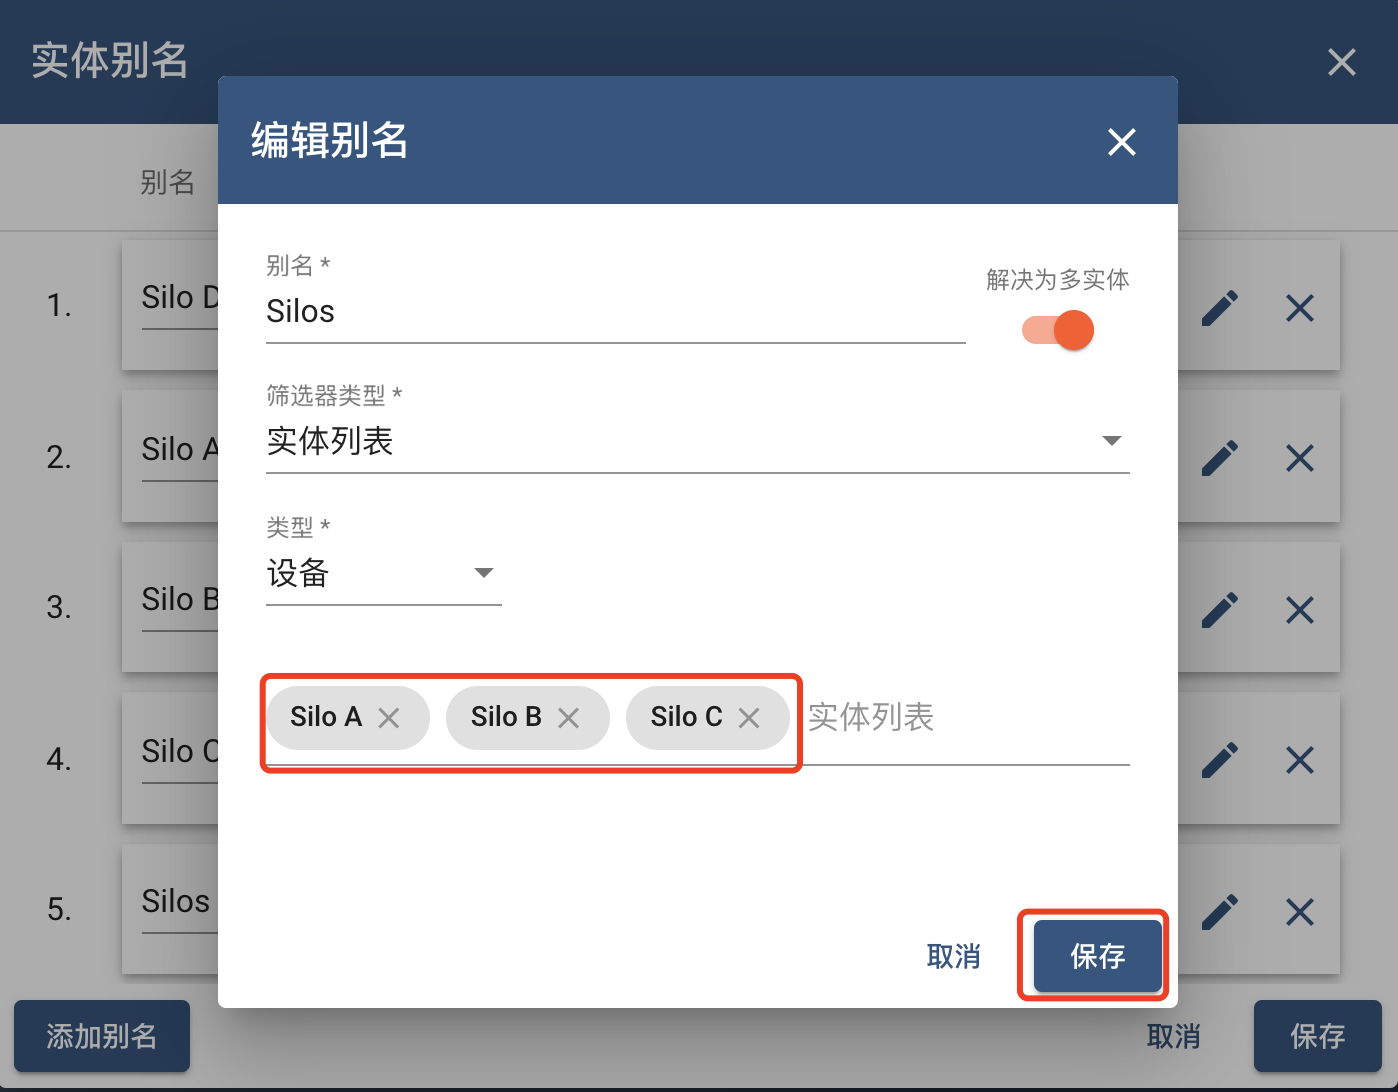 实体别名
编辑别名
别名
别名 *
解决为多实体
Silos
1.
Silo D
筛选器类型 *
实体列表
2.
Silo A
类型 *
设备
3.
Silo B
Silo A
Silo B
Silo C
实体列表
4.
Silo C
5.
Silos
取消
保存
添加别名
取消
保存